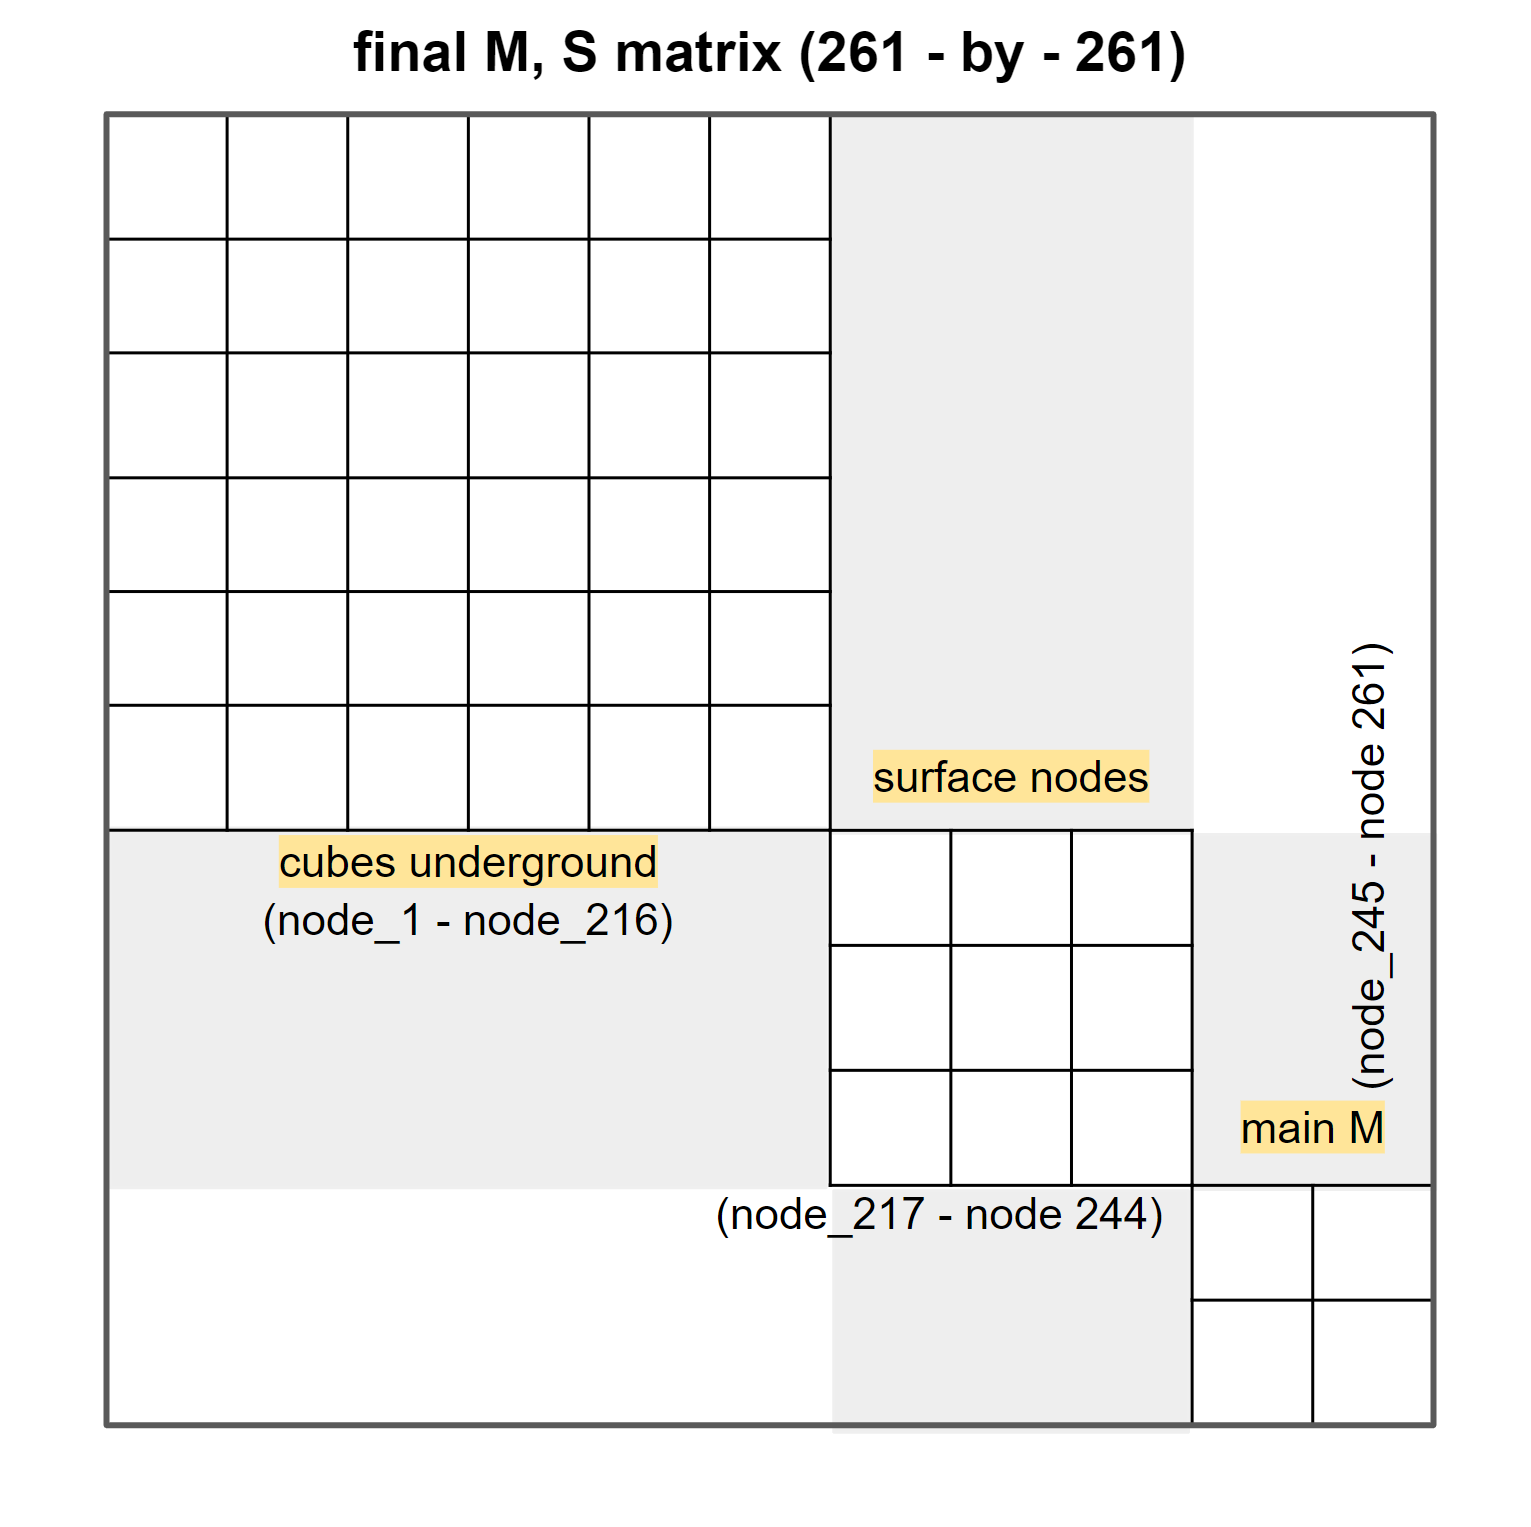 final M, S matrix (261 - by - 261)
surface nodes
cubes underground
(node_1 - node_216)
(node_245 - node 261)
main M
(node_217 - node 244)